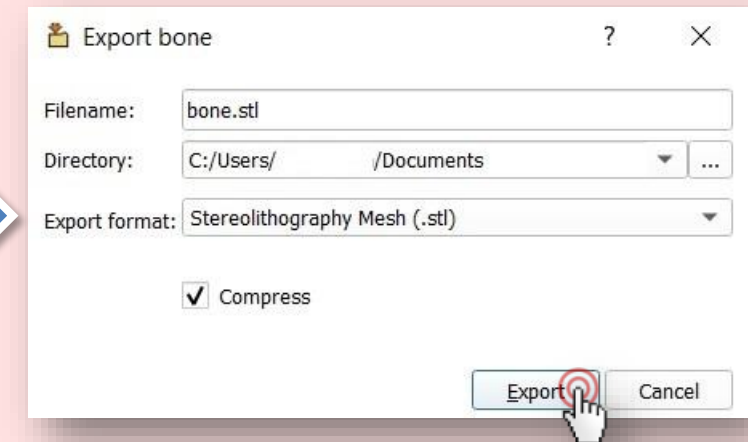 Export bone ?
Filename: bone.stl
Directory: C:/Users/ /Documents ...
Export format: Stereolithography Mesh (.stl)
Compress
Export Cancel